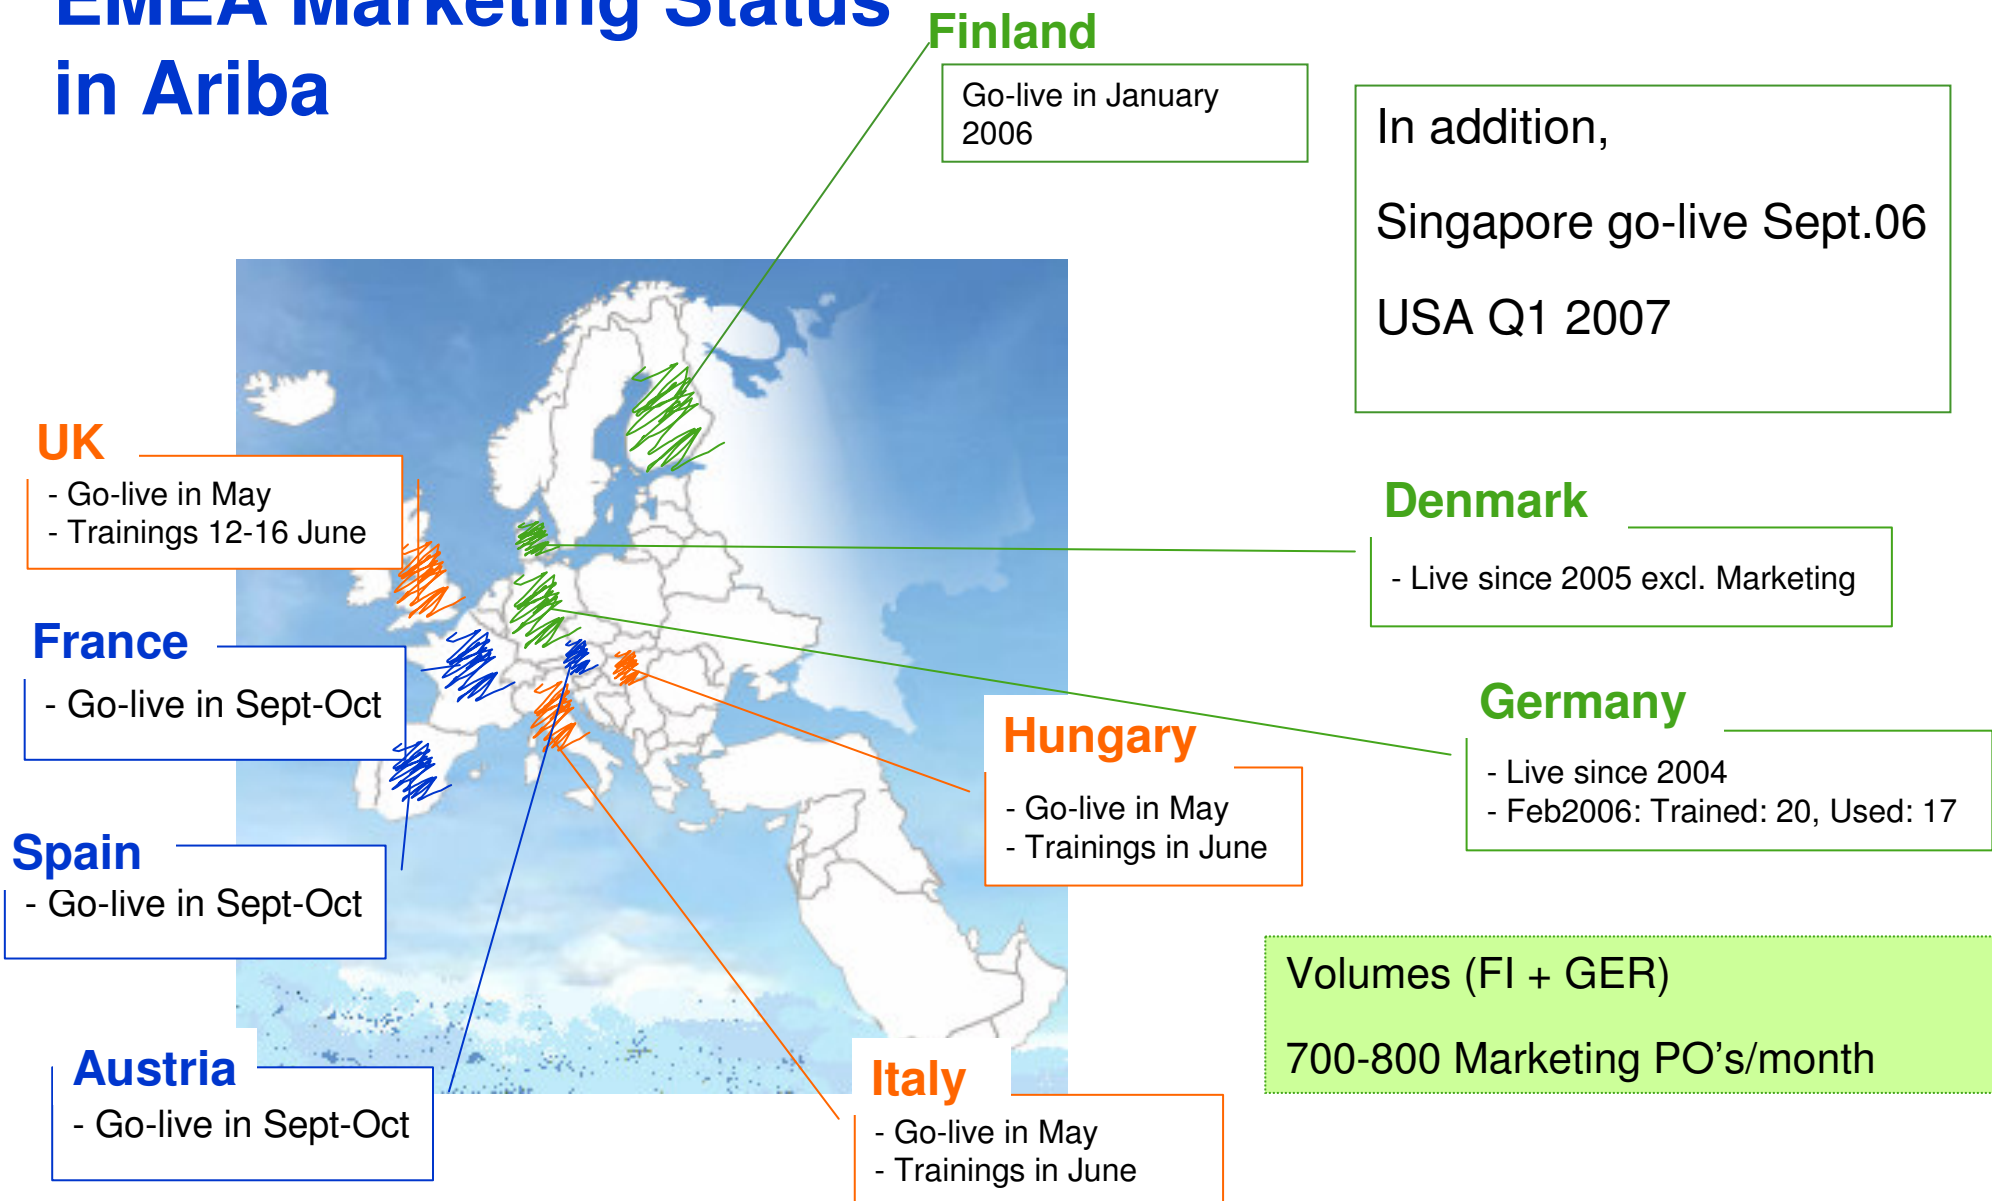 EMEA Marketing Status
in Ariba
Finland
Go-live in January
2006
In addition,
Singapore go-live Sept.06
USA Q1 2007
UK
- Go-live in May
- Trainings 12-16 June
Denmark
- Live since 2005 excl. Marketing
France
- Go-live in Sept-Oct
Germany
- Live since 2004
- Feb2006: Trained: 20, Used: 17
Hungary
- Go-live in May
- Trainings in June
Spain
- Go-live in Sept-Oct
Volumes (FI + GER)
700-800 Marketing PO's/month
Austria
- Go-live in Sept-Oct
Italy
- Go-live in May
- Trainings in June